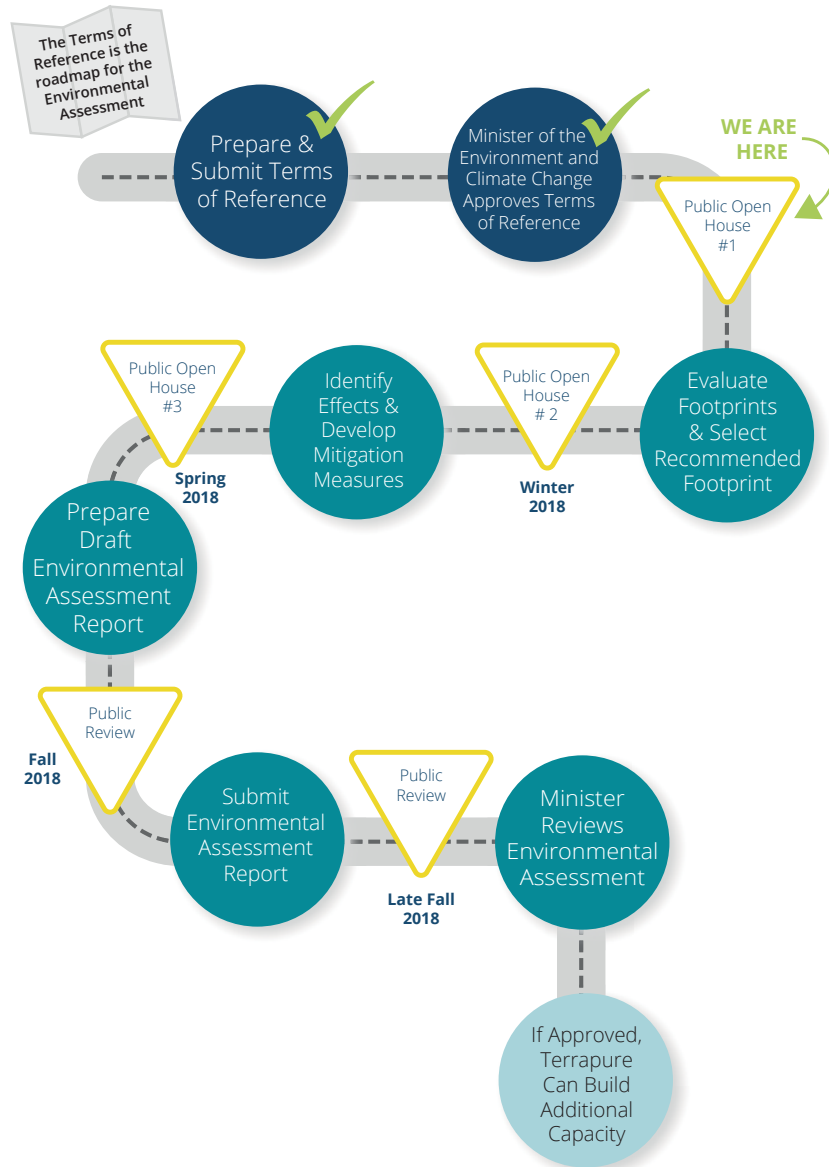 The Terms of
Reference is the
roadmap for the
Environmental
Assessment
Prepare &
Submit Terms
of Reference
Minister of the
Environment and
Climate Change
Approves Terms
of Reference
WE ARE
HERE
Public Open
House
#1
Evaluate
Footprints
& Select
Recommended
Footprint
Public Open
House
# 2
Winter
2018
Identify
Effects &
Develop
Mitigation
Measures
Public Open
House
#3
Spring
2018
Prepare
Draft
Environmental
Assessment
Report
Public
Review
Fall
2018
Submit
Environmental
Assessment
Report
Public
Review
Late Fall
2018
Minister
Reviews
Environmental
Assessment
If Approved,
Terrapure
Can Build
Additional
Capacity